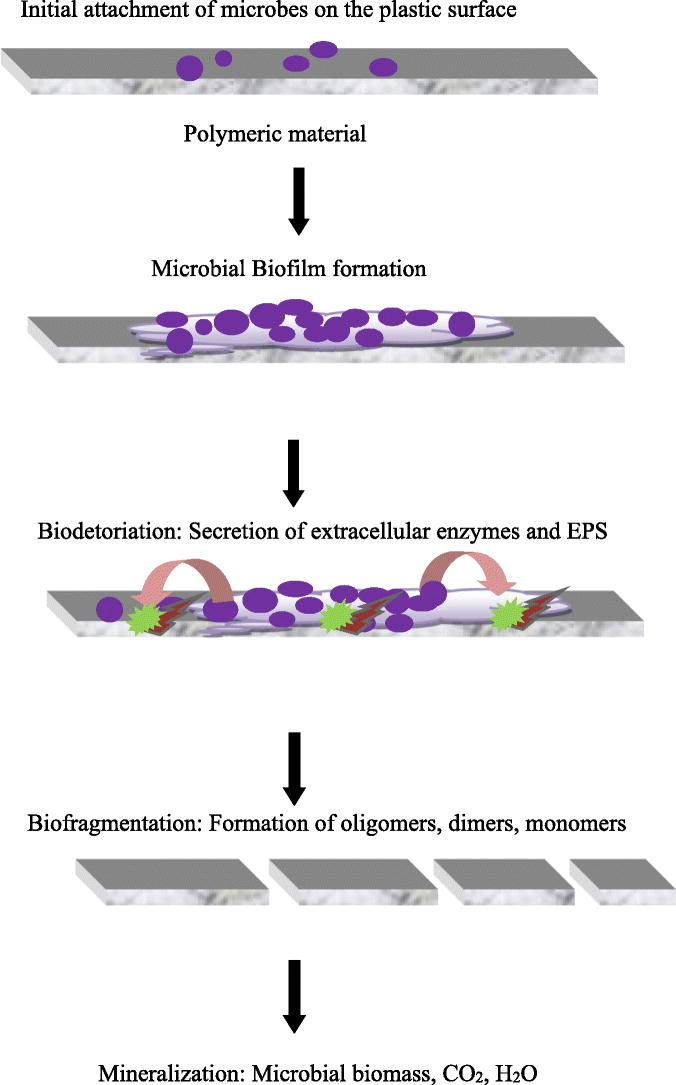 Initial attachment of microbes on the plastic surface
Polymeric material
Microbial Biofilm formation
Biodetoriation: Secretion of extracellular enzymes and EPS
Biofragmentation: Formation of oligomers, dimers, monomers
Mineralization: Microbial biomass, CO₂, H₂O